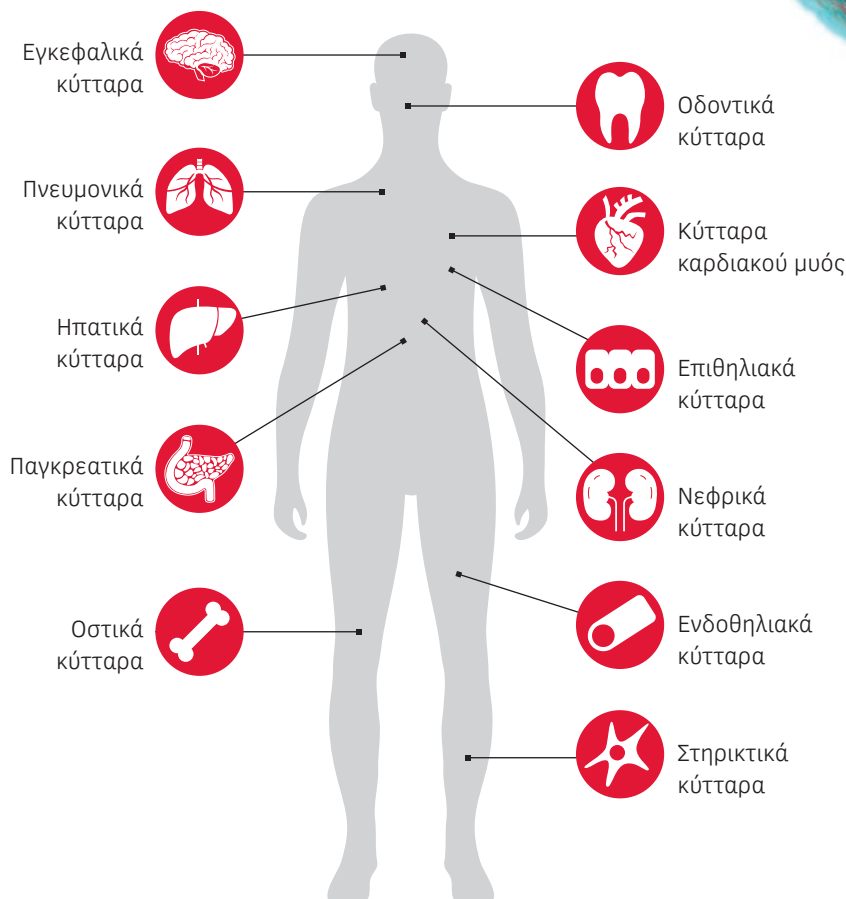 Εγκεφαλικά
κύτταρα
Πνευμονικά
κύτταρα
Ηπατικά
κύτταρα
Παγκρεατικά
κύτταρα
Οστικά
κύτταρα
Οδοντικά
κύτταρα
Κύτταρα
καρδιακού μυός
Επιθηλιακά
κύτταρα
Νεφρικά
κύτταρα
Ενδοθηλιακά
κύτταρα
Στηρικτικά
κύτταρα